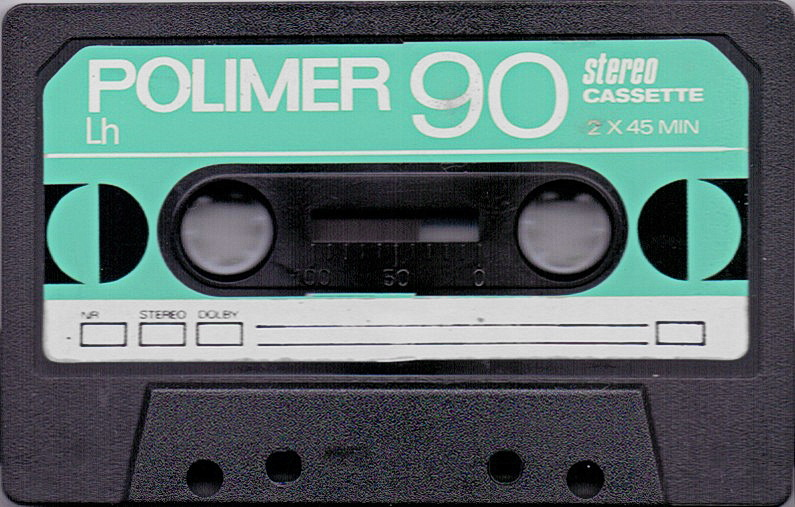 POLIMER 90
stereo
CASSETTE
Lh
2 X 45 MIN
100 50 0
NR STEREO DOLBY